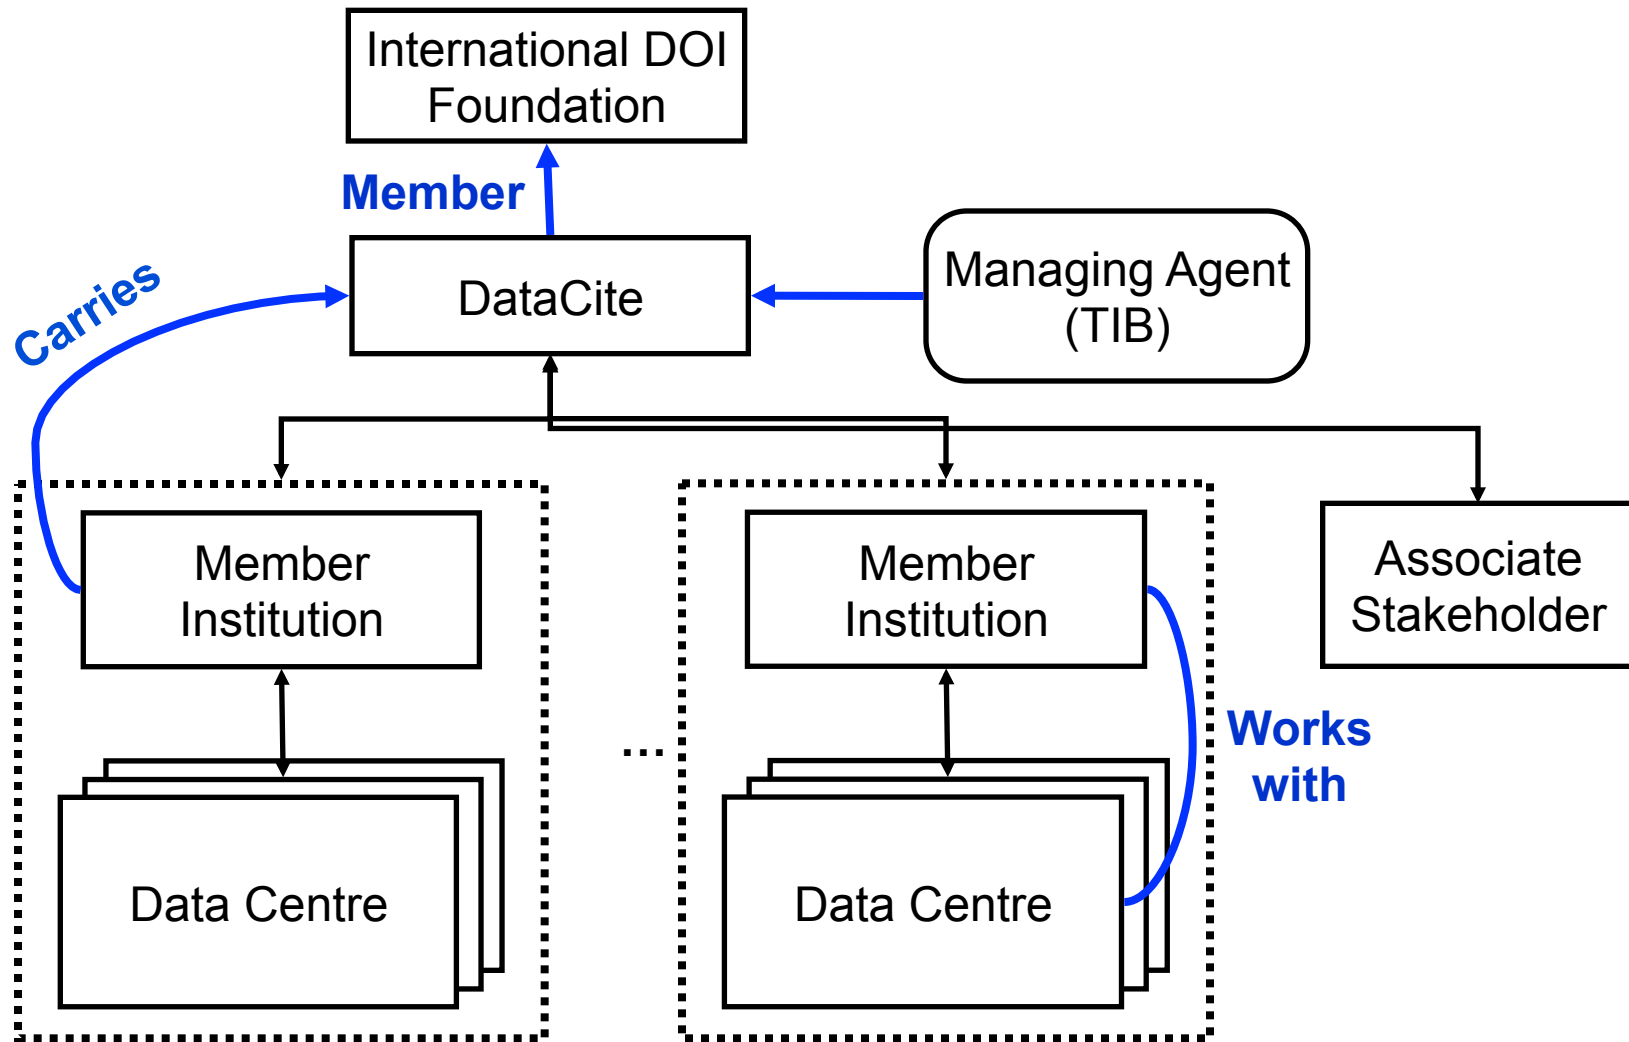 International DOI
Foundation
Member
Carries
DataCite
Managing Agent
(TIB)
Member
Institution
Member
Institution
Associate
Stakeholder
...
Works
with
Data Centre
Data Centre